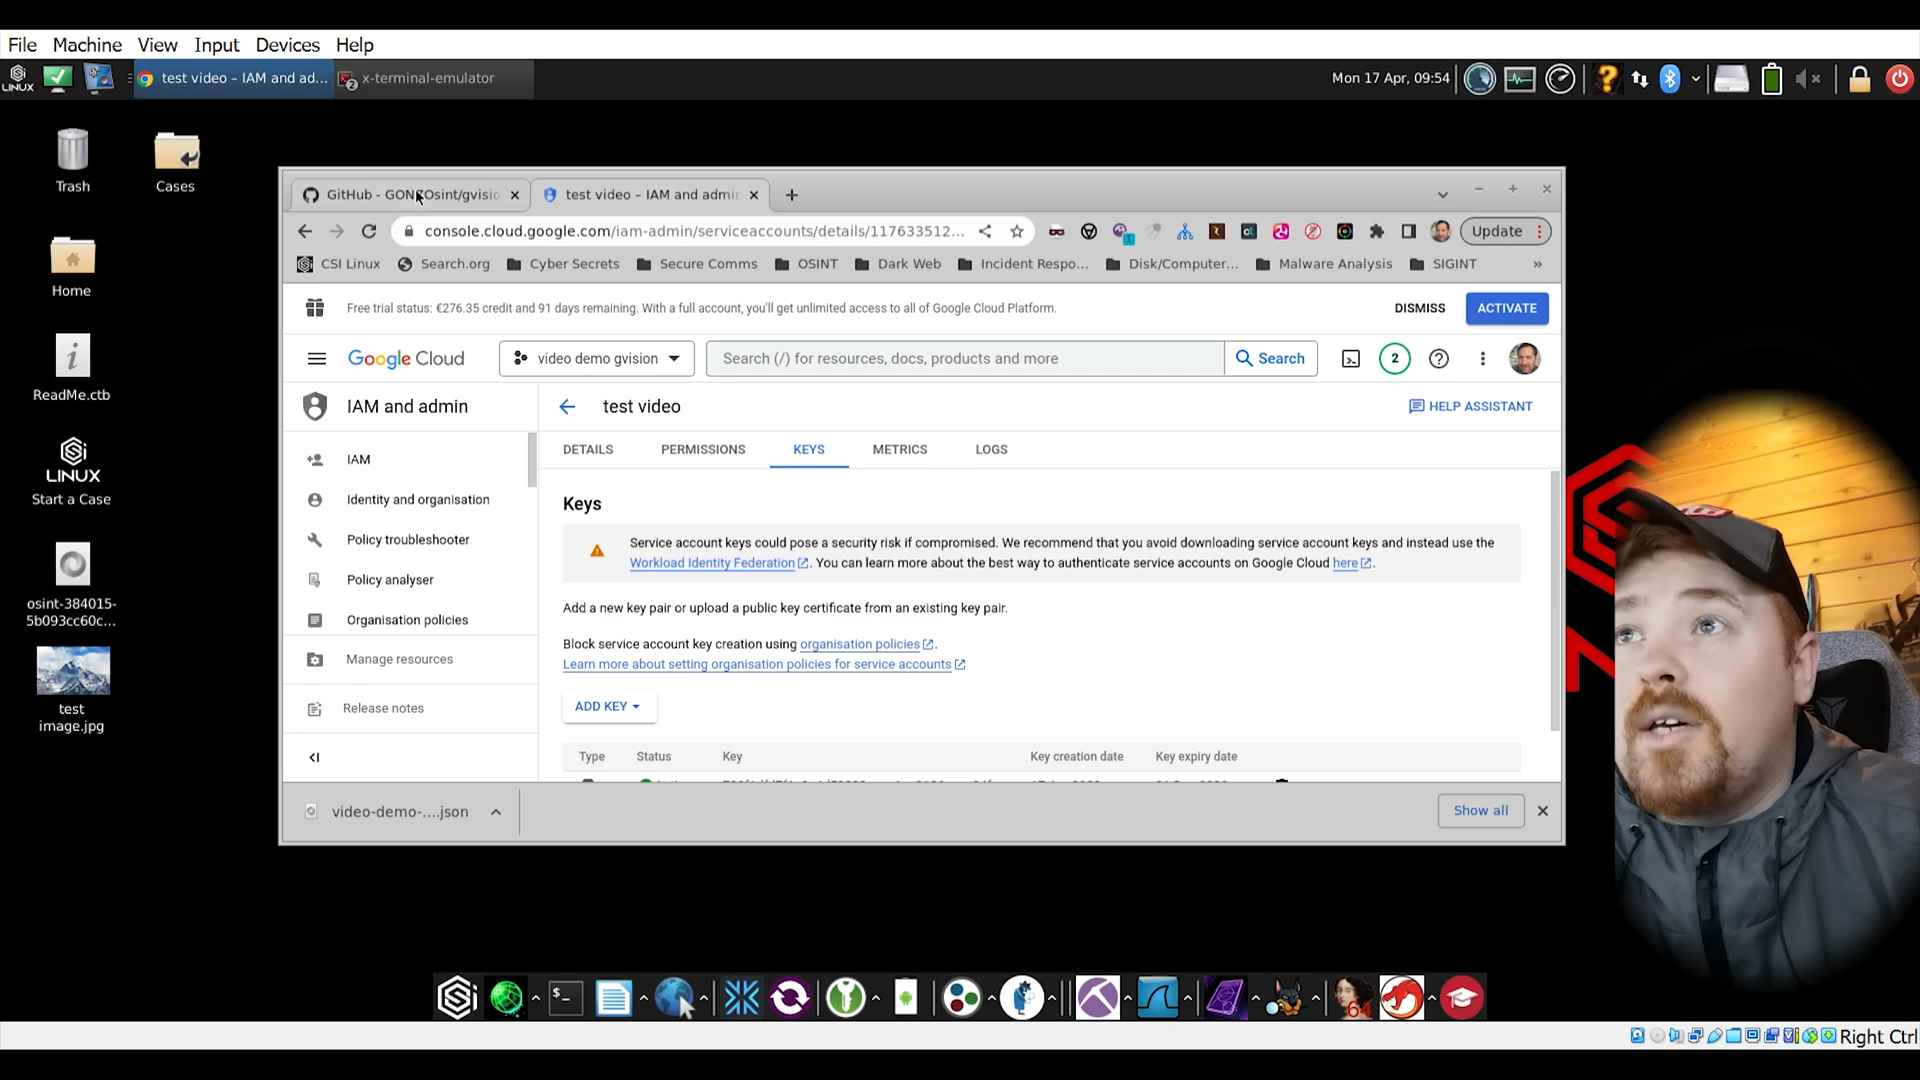 File Machine View Input Devices Help
LINUX
test video – IAM and ad...
2
x-terminal-emulator
Mon 17 Apr, 09:54
Trash
Cases
Home
ReadMe.ctb
LINUX
Start a Case
osint-384015-
5b093cc60c...
test
image.jpg
GitHub - GONZOsint/gvisio
test video – IAM and admin
console.cloud.google.com/iam-admin/serviceaccounts/details/117633512...
1
Update
CSI Linux
Search.org
Cyber Secrets
Secure Comms
OSINT
Dark Web
Incident Respo...
Disk/Computer...
Malware Analysis
SIGINT
»
Free trial status: €276.35 credit and 91 days remaining. With a full account, you'll get unlimited access to all of Google Cloud Platform.
DISMISS
ACTIVATE
Google Cloud
video demo gvision
Search (/) for resources, docs, products and more
Search
2
IAM and admin
test video
HELP ASSISTANT
DETAILS
PERMISSIONS
KEYS
METRICS
LOGS
IAM
Identity and organisation
Policy troubleshooter
Policy analyser
Organisation policies
Manage resources
Release notes
Keys
Service account keys could pose a security risk if compromised. We recommend that you avoid downloading service account keys and instead use the
Workload Identity Federation. You can learn more about the best way to authenticate service accounts on Google Cloud here.
Add a new key pair or upload a public key certificate from an existing key pair.
Block service account key creation using organisation policies.
Learn more about setting organisation policies for service accounts
ADD KEY
Type
Status
Key
Key creation date
Key expiry date
video-demo-....json
Show all
$_
64
Right Ctrl